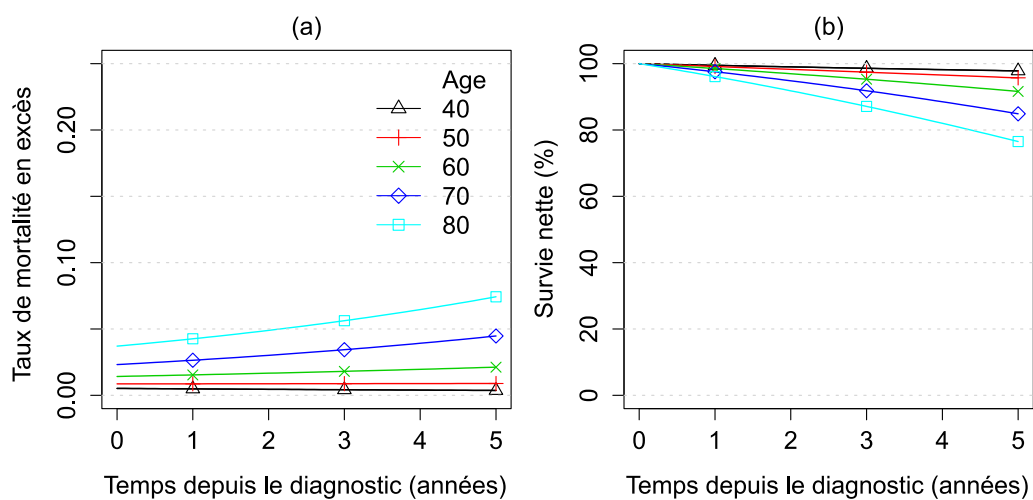 (a)
Taux de mortalité en excès
0.00
0.10
0.20
Age
40
50
60
70
80
0 1 2 3 4 5
Temps depuis le diagnostic (années)
(b)
Survie nette (%)
0
20
40
60
80
100
0 1 2 3 4 5
Temps depuis le diagnostic (années)